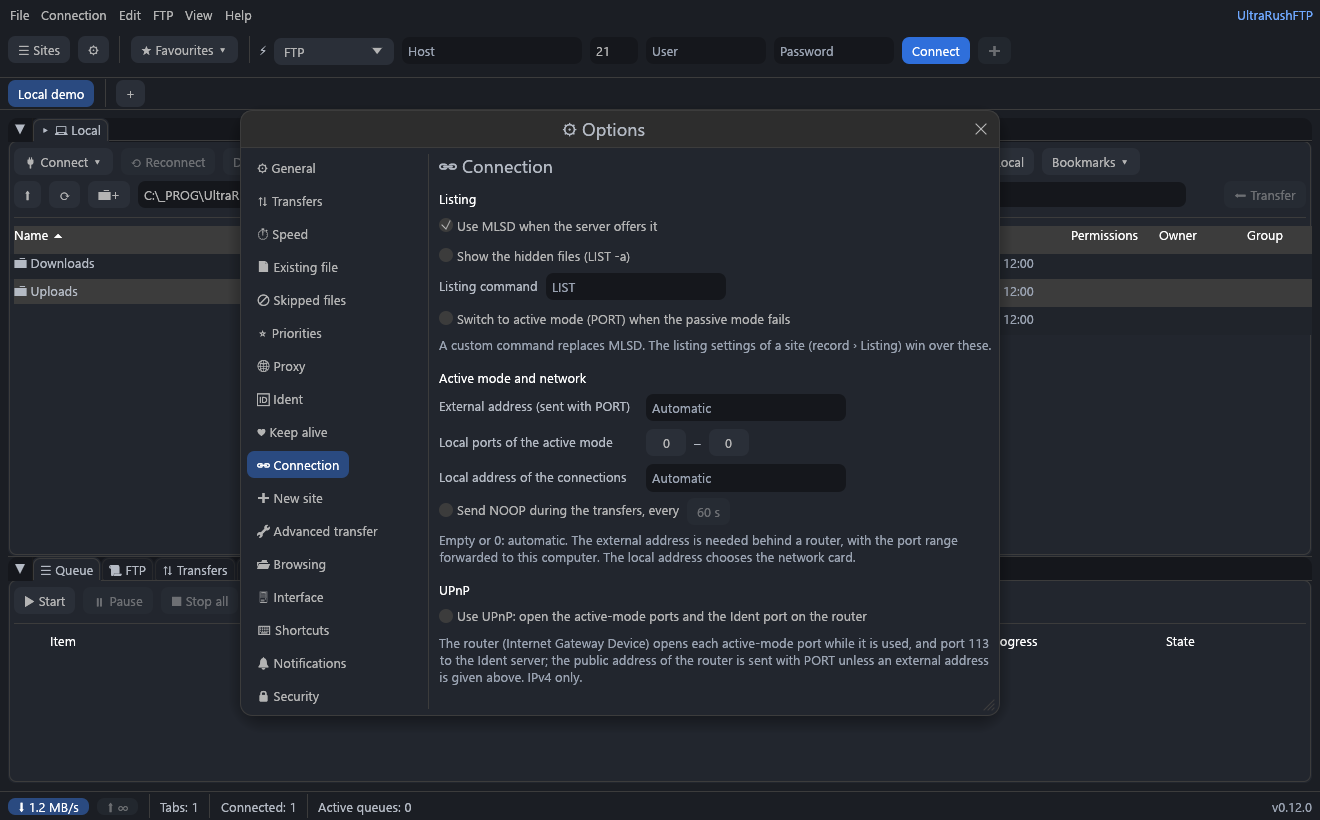 File Connection Edit FTP View Help UltraRushFTP
Sites Favourites FTP Host 21 User Password Connect +
Local demo +
Local
Options
Connect Reconnect D ocal Bookmarks
C:\_PROG\UltraR Transfer
Name Permissions Owner Group
Downloads 12:00
Uploads 12:00
12:00
General
Transfers
Speed
Existing file
Skipped files
Priorities
Proxy
Ident
Keep alive
Connection
New site
Advanced transfer
Browsing
Interface
Shortcuts
Notifications
Security
Connection
Listing
Use MLSD when the server offers it
Show the hidden files (LIST -a)
Listing command LIST
Switch to active mode (PORT) when the passive mode fails
A custom command replaces MLSD. The listing settings of a site (record › Listing) win over these.
Active mode and network
External address (sent with PORT) Automatic
Local ports of the active mode 0 – 0
Local address of the connections Automatic
Send NOOP during the transfers, every 60 s
Empty or 0: automatic. The external address is needed behind a router, with the port range
forwarded to this computer. The local address chooses the network card.
UPnP
Use UPnP: open the active-mode ports and the Ident port on the router
The router (Internet Gateway Device) opens each active-mode port while it is used, and port 113
to the Ident server; the public address of the router is sent with PORT unless an external address
is given above. IPv4 only.
Queue FTP Transfers
Start Pause Stop all
Item ogress State
1.2 MB/s ∞ Tabs: 1 Connected: 1 Active queues: 0 v0.12.0